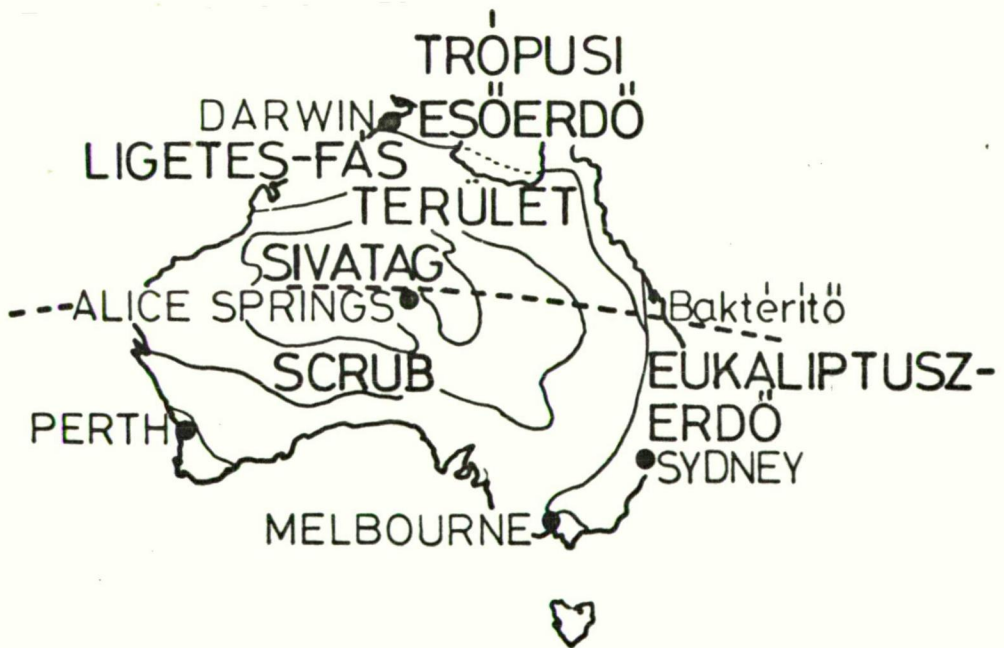 TRÓPUSI
ESŐERDŐ
DARWIN
LIGETES-FÁS
TERÜLET
SIVATAG
ALICE SPRINGS
Baktérítő
SCRUB
EUKALIPTUSZ-
ERDŐ
PERTH
SYDNEY
MELBOURNE